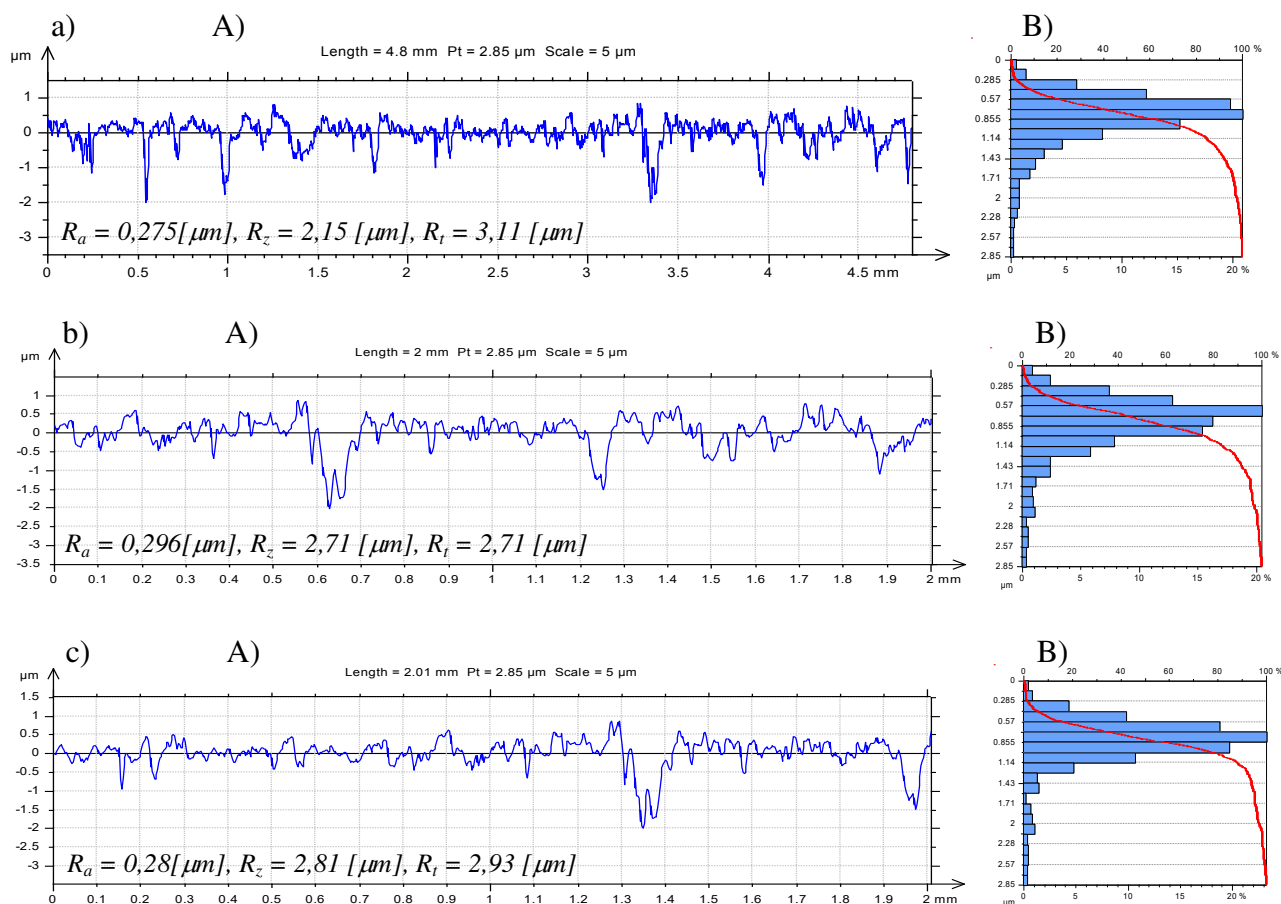 a) A) B)
Length = 4.8 mm Pt = 2.85 µm Scale = 5 µm
µm
1
0
-1
-2
-3
R_a = 0,275[µm], R_z = 2,15 [µm], R_t = 3,11 [µm]
0 0.5 1 1.5 2 2.5 3 3.5 4 4.5 mm
0 20 40 60 80 100 %
0
0.285
0.57
0.855
1.14
1.43
1.71
2
2.28
2.57
2.85
µm 0 5 10 15 20 %
b) A) B)
Length = 2 mm Pt = 2.85 µm Scale = 5 µm
µm
1
0.5
0
-0.5
-1
-1.5
-2
-2.5
-3
-3.5
R_a = 0,296[µm], R_z = 2,71 [µm], R_t = 2,71 [µm]
0 0.1 0.2 0.3 0.4 0.5 0.6 0.7 0.8 0.9 1 1.1 1.2 1.3 1.4 1.5 1.6 1.7 1.8 1.9 2 mm
0 20 40 60 80 100 %
0
0.285
0.57
0.855
1.14
1.43
1.71
2
2.28
2.57
2.85
µm 0 5 10 15 20 %
c) A) B)
Length = 2.01 mm Pt = 2.85 µm Scale = 5 µm
µm
1.5
1
0.5
0
-0.5
-1
-1.5
-2
-2.5
-3
R_a = 0,28[µm], R_z = 2,81 [µm], R_t = 2,93 [µm]
0 0.1 0.2 0.3 0.4 0.5 0.6 0.7 0.8 0.9 1 1.1 1.2 1.3 1.4 1.5 1.6 1.7 1.8 1.9 2 mm
0 20 40 60 80 100 %
0
0.285
0.57
0.855
1.14
1.43
1.71
2
2.28
2.57
2.85
µm 0 5 10 15 20 %